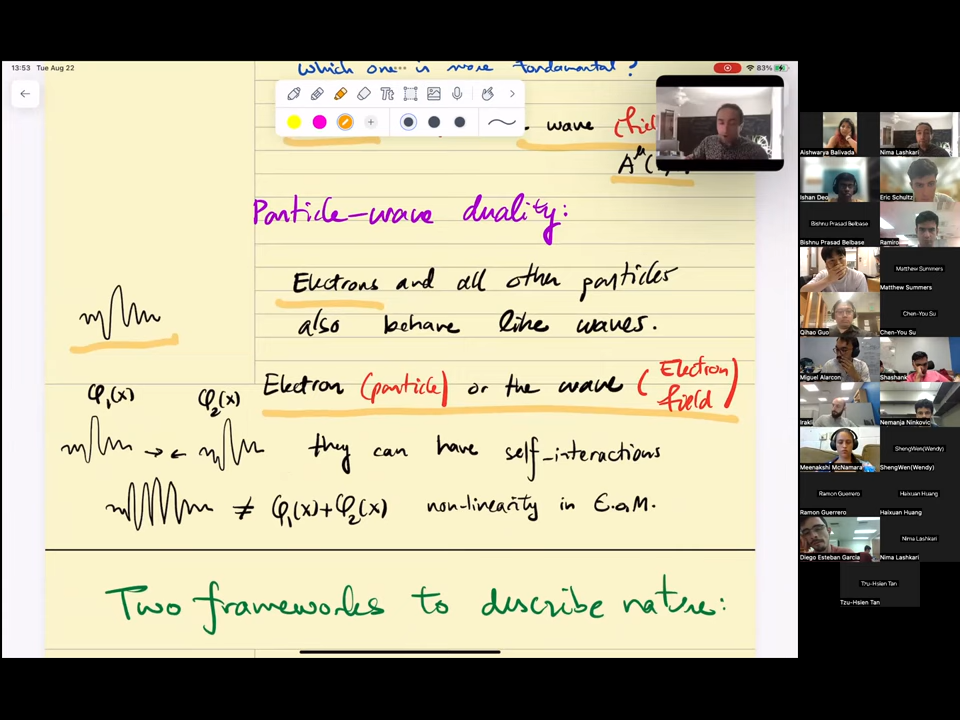 13:53 Tue Aug 22
83%
Which one... is more fundamental?
wave
Particle-wave duality:
Electrons and all other particles
also behave like waves.
Electron (particle) or the wave (Electron field)
φ₁(x) φ₂(x)
they can have self-interactions
≠ φ₁(x)+φ₂(x) non-linearity in E.o.M.
Two frameworks to describe nature:
Aishwarya Balivada
Nima Lashkari
Ishan Deo
Eric Schultz
Bishnu Prasad Belbase
Bishnu Prasad Belbase
Ramiro
Matthew Summers
Matthew Summers
Chen-You Su
Qihao Guo
Chen-You Su
Miguel Alarcon
Shashank
Irakli
Nemanja Ninkovic
ShengWen(Wendy)
Meenakshi McNamara
ShengWen(Wendy)
Ramon Guerrero
Haixuan Huang
Ramon Guerrero
Haixuan Huang
Nima Lashkari
Diego Esteban Garcia
Nima Lashkari
Tzu-Hsien Tan
Tzu-Hsien Tan